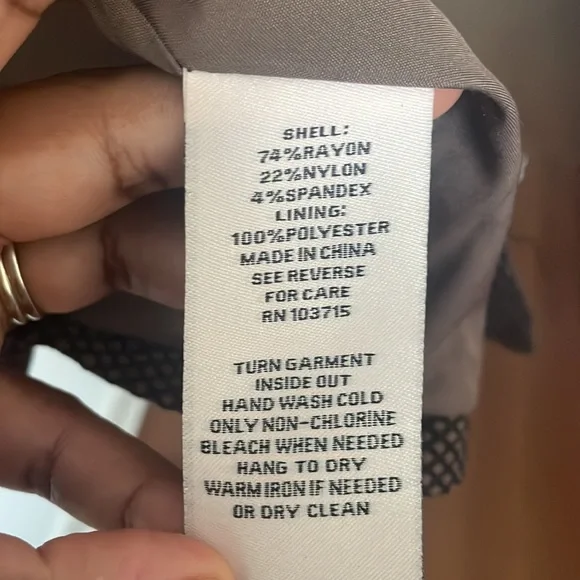 SHELL:
74%RAYON
22%NYLON
4%SPANDEX
LINING:
100%POLYESTER
MADE IN CHINA
SEE REVERSE
FOR CARE
RN 103715
TURN GARMENT
INSIDE OUT
HAND WASH COLD
ONLY NON-CHLORINE
BLEACH WHEN NEEDED
HANG TO DRY
WARM IRON IF NEEDED
OR DRY CLEAN